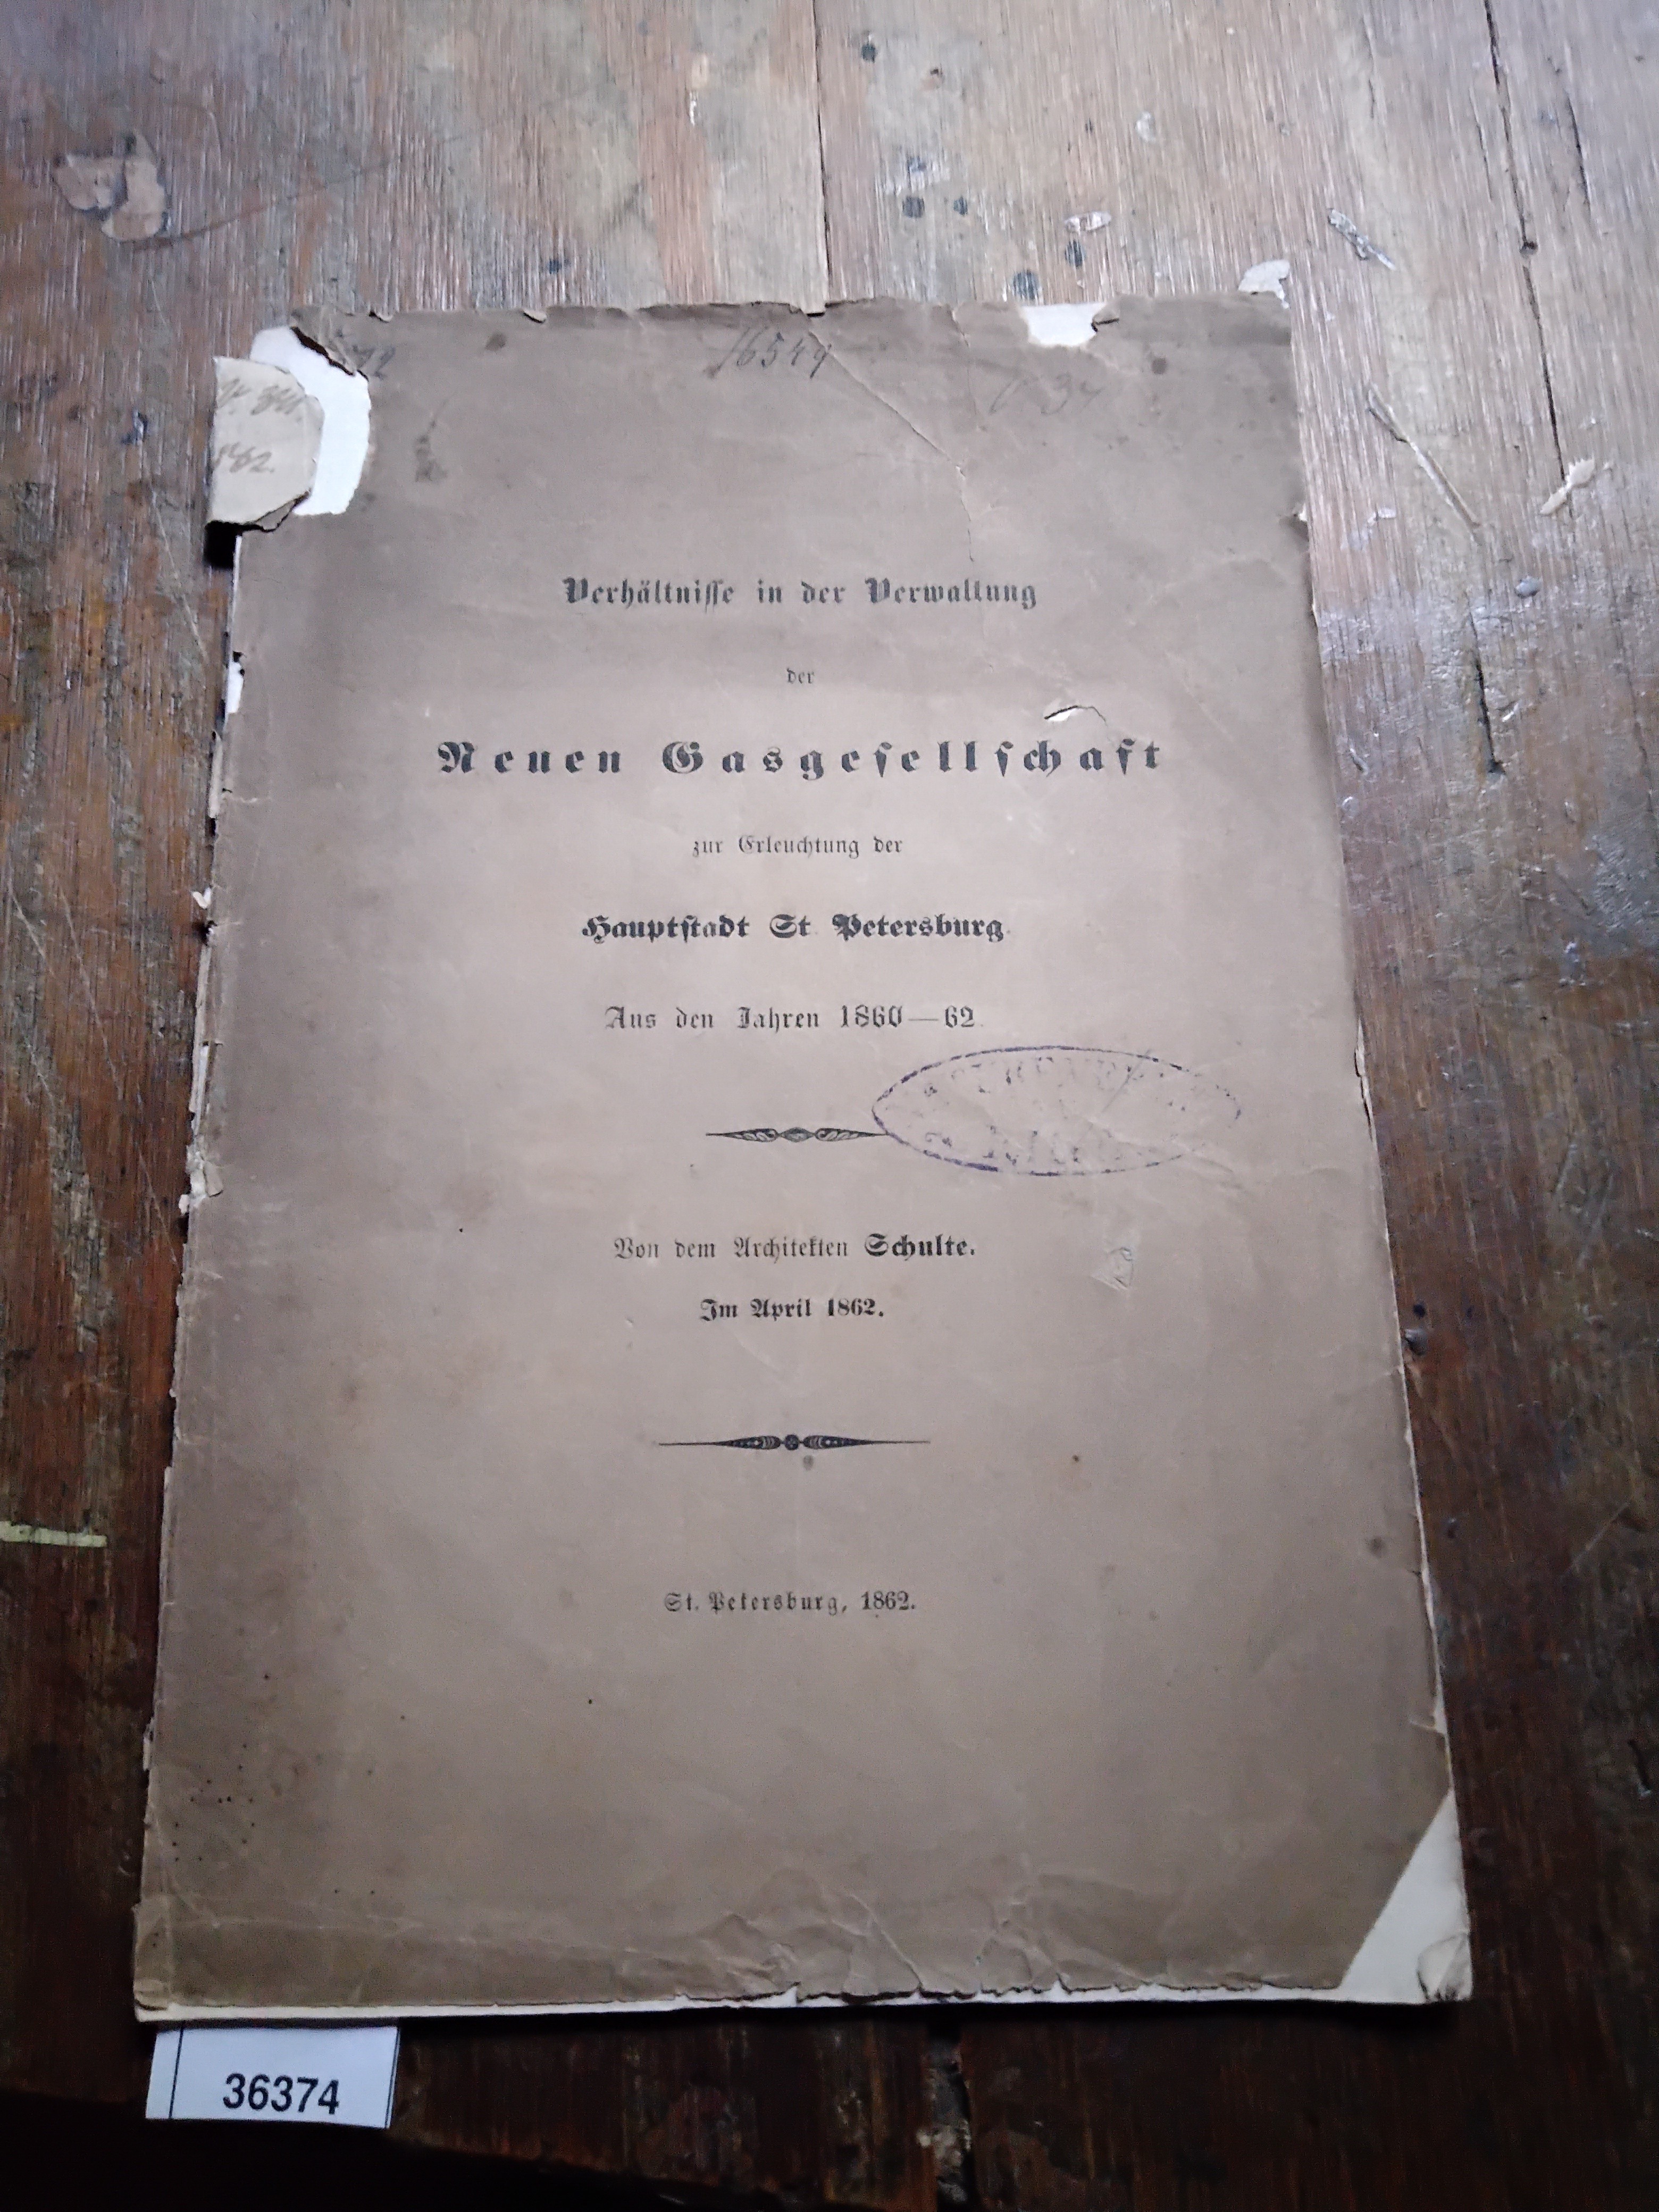 16549
Verhältnisse in der Verwaltung
der
Neuen Gasgesellschaft
zur Erleuchtung der
Hauptstadt St Petersburg.
Aus den Jahren 1860—62.
Von dem Architekten Schulte.
Im April 1862.
St. Petersburg, 1862.
36374